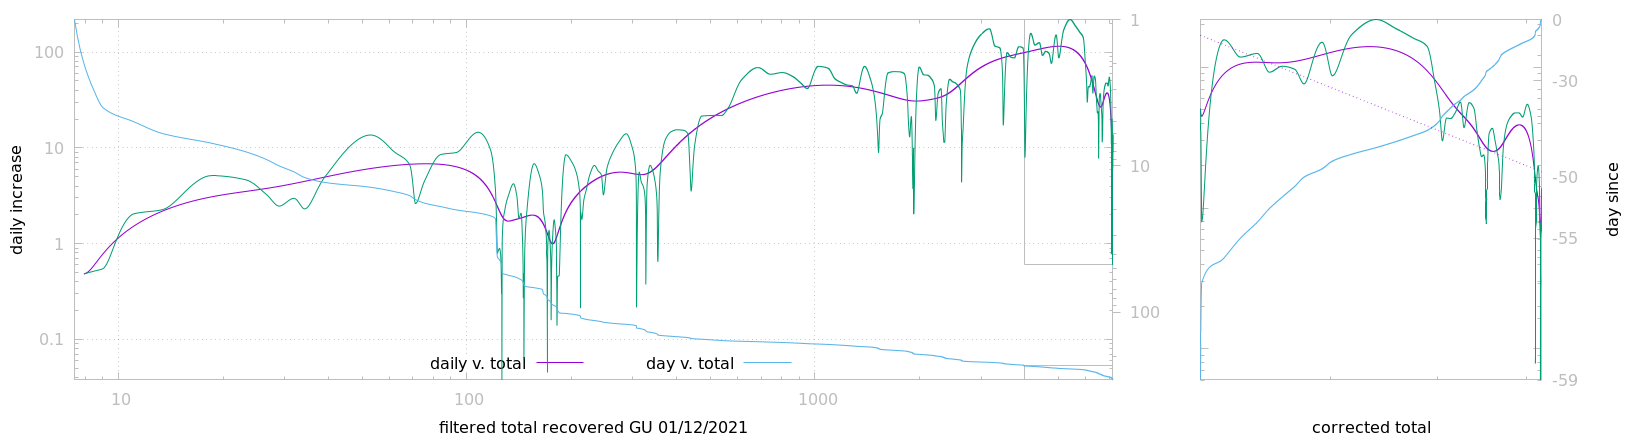 100
10
1
0.1
daily increase
10
100
1000
filtered total recovered GU 01/12/2021
daily v. total
day v. total
1
10
100
0
-30
-50
-55
-59
day since
corrected total